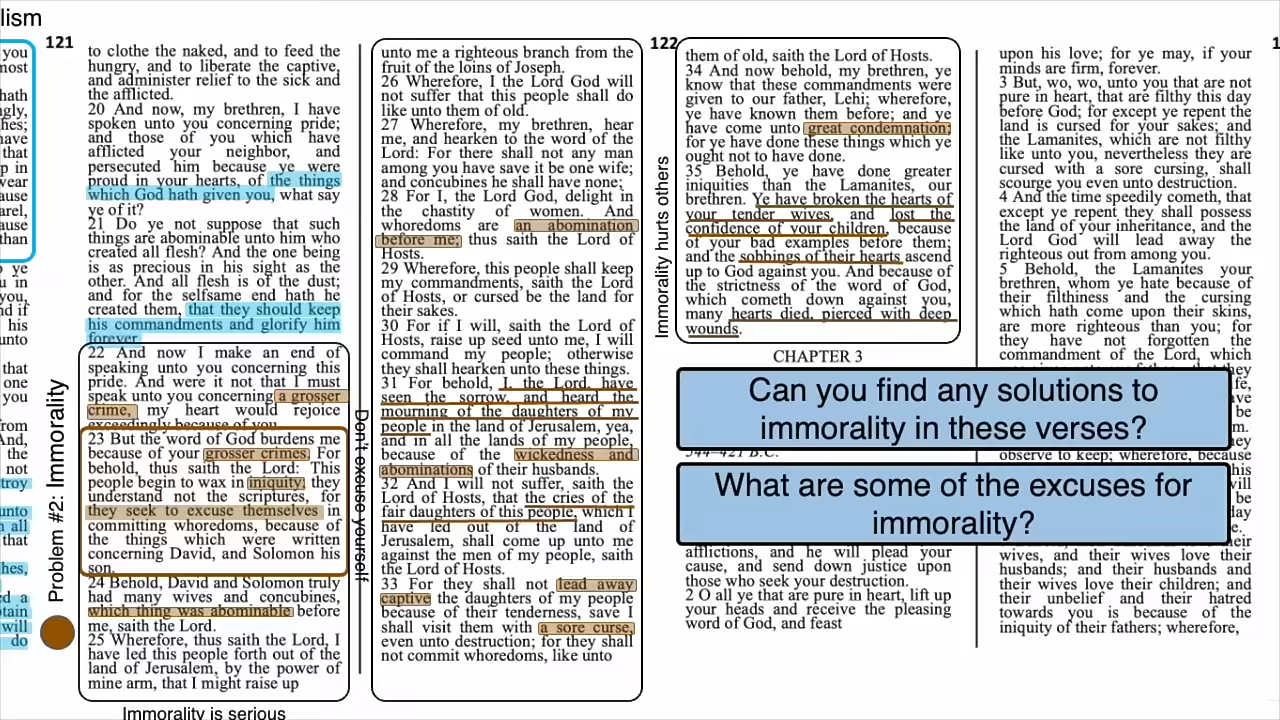 lism
you
most
hath
ngly,
hes;
have
that
p in
wear
ause
arel,
ause
than
ye
u in
you,
nd if
his
unto
that
one
you
from
And,
the
not
troy
unto
n all
that
hes,
ed a
btain
will
do
121
to clothe the naked, and to feed the
hungry, and to liberate the captive,
and administer relief to the sick and
the afflicted.
20 And now, my brethren, I have
spoken unto you concerning pride;
and those of you which have
afflicted your neighbor, and
persecuted him because ye were
proud in your hearts, of the things
which God hath given you, what say
ye of it?
21 Do ye not suppose that such
things are abominable unto him who
created all flesh? And the one being
is as precious in his sight as the
other. And all flesh is of the dust;
and for the selfsame end hath he
created them, that they should keep
his commandments and glorify him
forever.
22 And now I make an end of
speaking unto you concerning this
pride. And were it not that I must
speak unto you concerning a grosser
crime, my heart would rejoice
exceedingly because of you.
23 But the word of God burdens me
because of your grosser crimes. For
behold, thus saith the Lord: This
people begin to wax in iniquity; they
understand not the scriptures, for
they seek to excuse themselves in
committing whoredoms, because of
the things which were written
concerning David, and Solomon his
son.
24 Behold, David and Solomon truly
had many wives and concubines,
which thing was abominable before
me, saith the Lord.
25 Wherefore, thus saith the Lord, I
have led this people forth out of the
land of Jerusalem, by the power of
mine arm, that I might raise up
Problem #2: Immorality
Immorality is serious
Don't excuse yourself
unto me a righteous branch from the
fruit of the loins of Joseph.
26 Wherefore, I the Lord God will
not suffer that this people shall do
like unto them of old.
27 Wherefore, my brethren, hear
me, and hearken to the word of the
Lord: For there shall not any man
among you have save it be one wife;
and concubines he shall have none;
28 For I, the Lord God, delight in
the chastity of women. And
whoredoms are an abomination
before me; thus saith the Lord of
Hosts.
29 Wherefore, this people shall keep
my commandments, saith the Lord
of Hosts, or cursed be the land for
their sakes.
30 For if I will, saith the Lord of
Hosts, raise up seed unto me, I will
command my people; otherwise
they shall hearken unto these things.
31 For behold, I, the Lord, have
seen the sorrow, and heard the
mourning of the daughters of my
people in the land of Jerusalem, yea,
and in all the lands of my people,
because of the wickedness and
abominations of their husbands.
32 And I will not suffer, saith the
Lord of Hosts, that the cries of the
fair daughters of this people, which I
have led out of the land of
Jerusalem, shall come up unto me
against the men of my people, saith
the Lord of Hosts.
33 For they shall not lead away
captive the daughters of my people
because of their tenderness, save I
shall visit them with a sore curse,
even unto destruction; for they shall
not commit whoredoms, like unto
122
Immorality hurts others
them of old, saith the Lord of Hosts.
34 And now behold, my brethren, ye
know that these commandments were
given to our father, Lehi; wherefore,
ye have known them before; and ye
have come unto great condemnation;
for ye have done these things which ye
ought not to have done.
35 Behold, ye have done greater
iniquities than the Lamanites, our
brethren. Ye have broken the hearts of
your tender wives, and lost the
confidence of your children, because
of your bad examples before them;
and the sobbings of their hearts ascend
up to God against you. And because of
the strictness of the word of God,
which cometh down against you,
many hearts died, pierced with deep
wounds.
CHAPTER 3
Can you find any solutions to
immorality in these verses?
544–421 B.C.
What are some of the excuses for
immorality?
afflictions, and he will plead your
cause, and send down justice upon
those who seek your destruction.
2 O all ye that are pure in heart, lift up
your heads and receive the pleasing
word of God, and feast
upon his love; for ye may, if your
minds are firm, forever.
3 But, wo, wo, unto you that are not
pure in heart, that are filthy this day
before God; for except ye repent the
land is cursed for your sakes; and
the Lamanites, which are not filthy
like unto you, nevertheless they are
cursed with a sore cursing, shall
scourge you even unto destruction.
4 And the time speedily cometh, that
except ye repent they shall possess
the land of your inheritance, and the
Lord God will lead away the
righteous out from among you.
5 Behold, the Lamanites your
brethren, whom ye hate because of
their filthiness and the cursing
which hath come upon their skins,
are more righteous than you; for
they have not forgotten the
commandment of the Lord, which
observe to keep; wherefore, because
wives, and their wives love their
husbands; and their husbands and
their wives love their children; and
their unbelief and their hatred
towards you is because of the
iniquity of their fathers; wherefore,
1